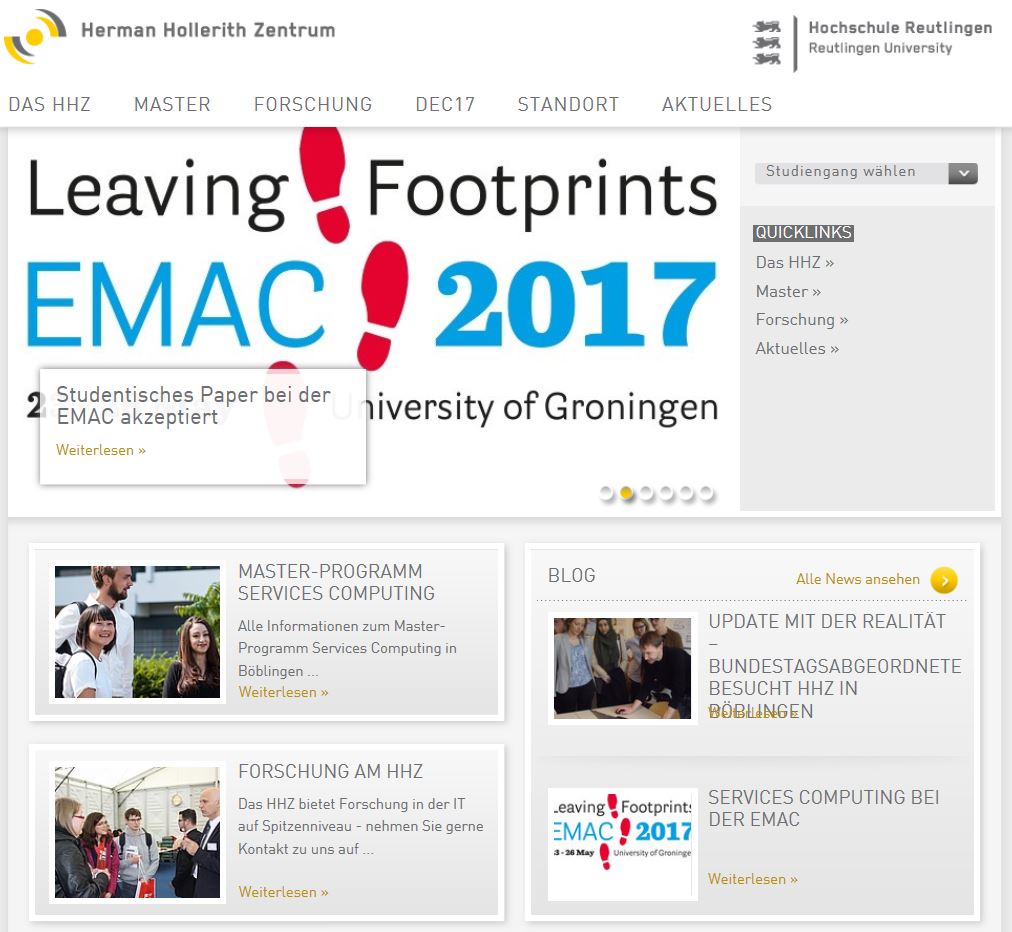 Herman Hollerith Zentrum
Hochschule Reutlingen
Reutlingen University
DAS HHZ
MASTER
FORSCHUNG
DEC17
STANDORT
AKTUELLES
Leaving Footprints
EMAC 2017
University of Groningen
Studentisches Paper bei der
EMAC akzeptiert
Weiterlesen »
Studiengang wählen
QUICKLINKS
Das HHZ »
Master »
Forschung »
Aktuelles »
MASTER-PROGRAMM
SERVICES COMPUTING
Alle Informationen zum Master-
Programm Services Computing in
Böblingen ...
Weiterlesen »
FORSCHUNG AM HHZ
Das HHZ bietet Forschung in der IT
auf Spitzenniveau - nehmen Sie gerne
Kontakt zu uns auf ...
Weiterlesen »
BLOG
Alle News ansehen
UPDATE MIT DER REALITÄT
–
BUNDESTAGSABGEORDNETE
BESUCHT HHZ IN
BÖBLINGEN
Weiterlesen »
Leaving Footprints
EMAC 2017
23 - 26 May University of Groningen
SERVICES COMPUTING BEI
DER EMAC
Weiterlesen »